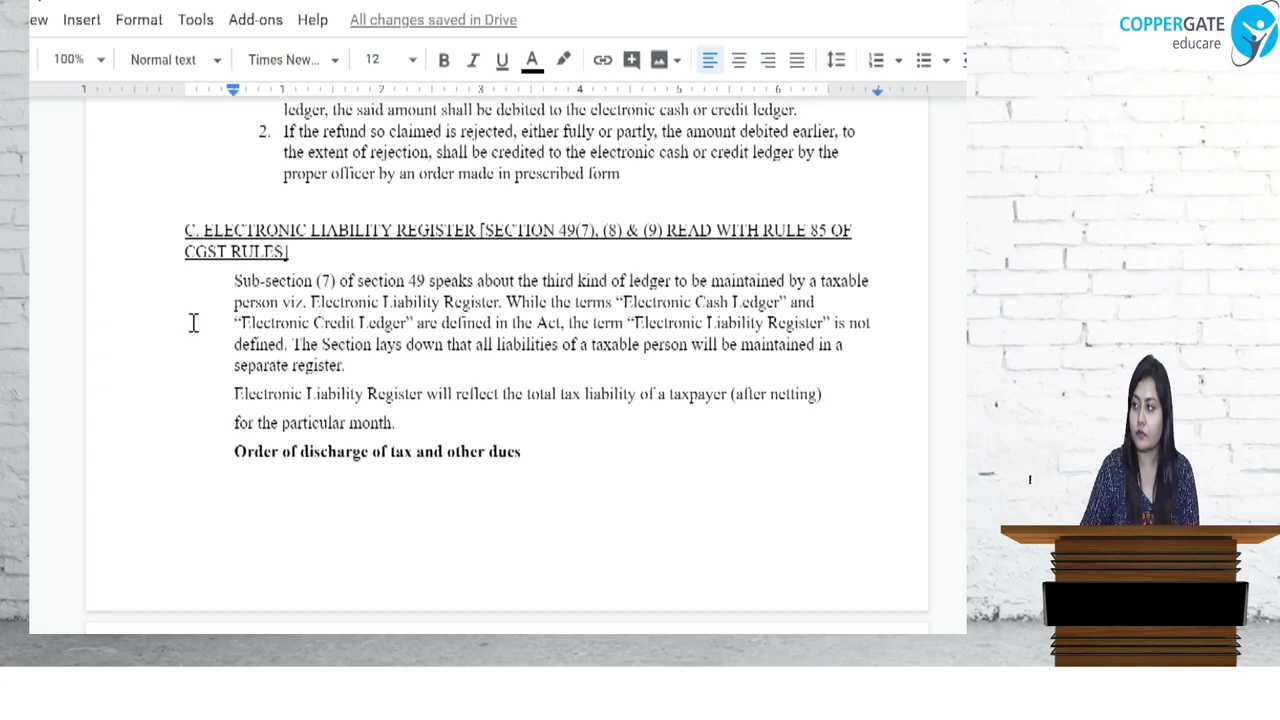 ew Insert Format Tools Add-ons Help All changes saved in Drive
100% Normal text Times New... 12 B I U A
1 1 2 3 4 5 6 7
ledger, the said amount shall be debited to the electronic cash or credit ledger.
2. If the refund so claimed is rejected, either fully or partly, the amount debited earlier, to
the extent of rejection, shall be credited to the electronic cash or credit ledger by the
proper officer by an order made in prescribed form
C. ELECTRONIC LIABILITY REGISTER [SECTION 49(7), (8) & (9) READ WITH RULE 85 OF
CGST RULES]
Sub-section (7) of section 49 speaks about the third kind of ledger to be maintained by a taxable
person viz. Electronic Liability Register. While the terms “Electronic Cash Ledger” and
“Electronic Credit Ledger” are defined in the Act, the term “Electronic Liability Register” is not
defined. The Section lays down that all liabilities of a taxable person will be maintained in a
separate register.
Electronic Liability Register will reflect the total tax liability of a taxpayer (after netting)
for the particular month.
Order of discharge of tax and other dues
COPPERGATE
educare